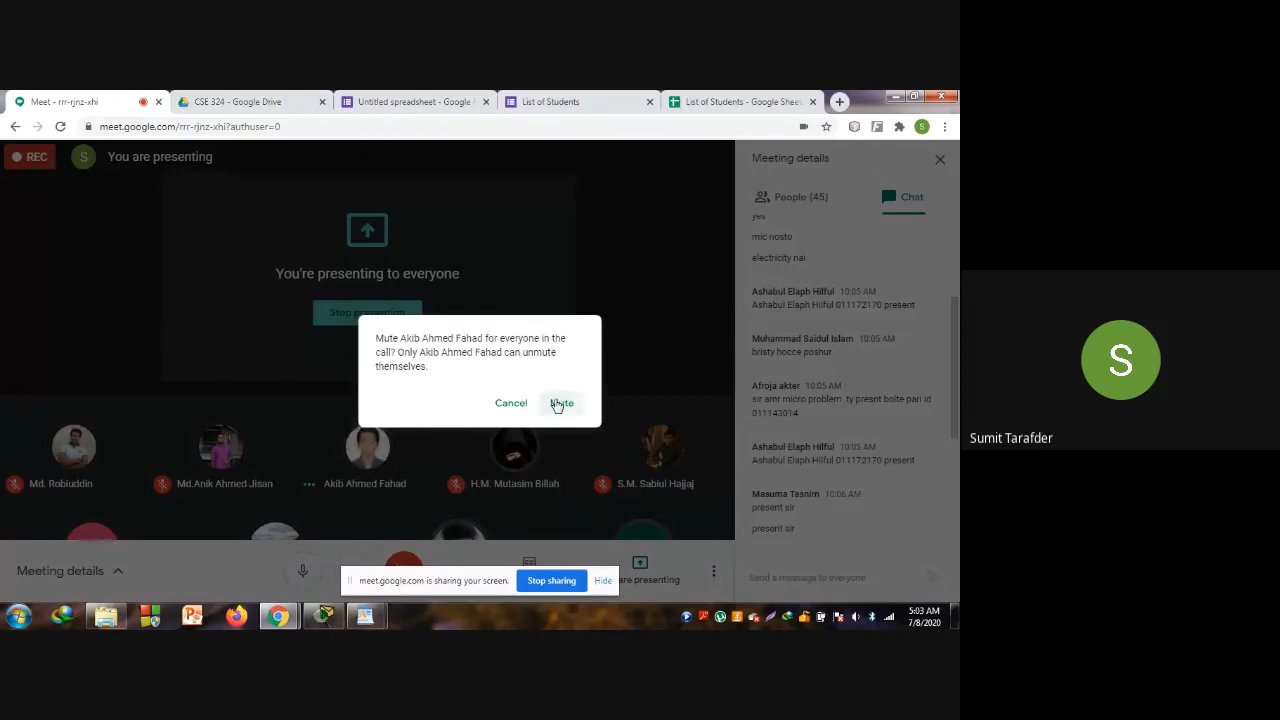 Meet - rrr-rjnz-xhi
CSE 324 - Google Drive
Untitled spreadsheet - Google F
List of Students
List of Students - Google Sheets
meet.google.com/rrr-rjnz-xhi?authuser=0
S
REC
S
You are presenting
Meeting details
People (45)
Chat
You're presenting to everyone
Stop presenting
yes
mic nosto
electricity nai
Ashabul Elaph Hilful 10:05 AM
Ashabul Elaph Hilful 011172170 present
Muhammad Saidul Islam 10:05 AM
bristy hocce poshur
Afroja akter 10:05 AM
sir amr micro problem ty presnt bolte pari id
011143014
Ashabul Elaph Hilful 10:05 AM
Ashabul Elaph Hilful 011172170 present
Masuma Tasnim 10:06 AM
present sir
present sir
Mute Akib Ahmed Fahad for everyone in the
call? Only Akib Ahmed Fahad can unmute
themselves.
Cancel
Mute
Md. Robiuddin
Md.Anik Ahmed Jisan
Akib Ahmed Fahad
H.M. Mutasim Billah
S.M. Sabiul Hajjaj
Meeting details
are presenting
Send a message to everyone
meet.google.com is sharing your screen.
Stop sharing
Hide
5:03 AM
7/8/2020
S
Sumit Tarafder